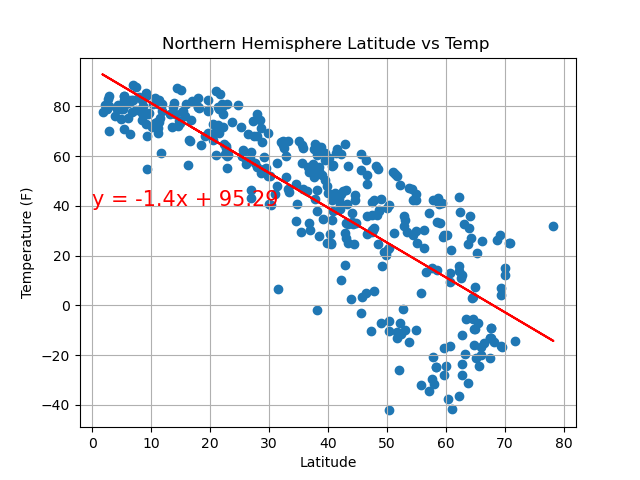 Northern Hemisphere Latitude vs Temp
80
60
y = -1.4x + 95.29
40
20
0
−20
−40
Temperature (F)
0 10 20 30 40 50 60 70 80
Latitude